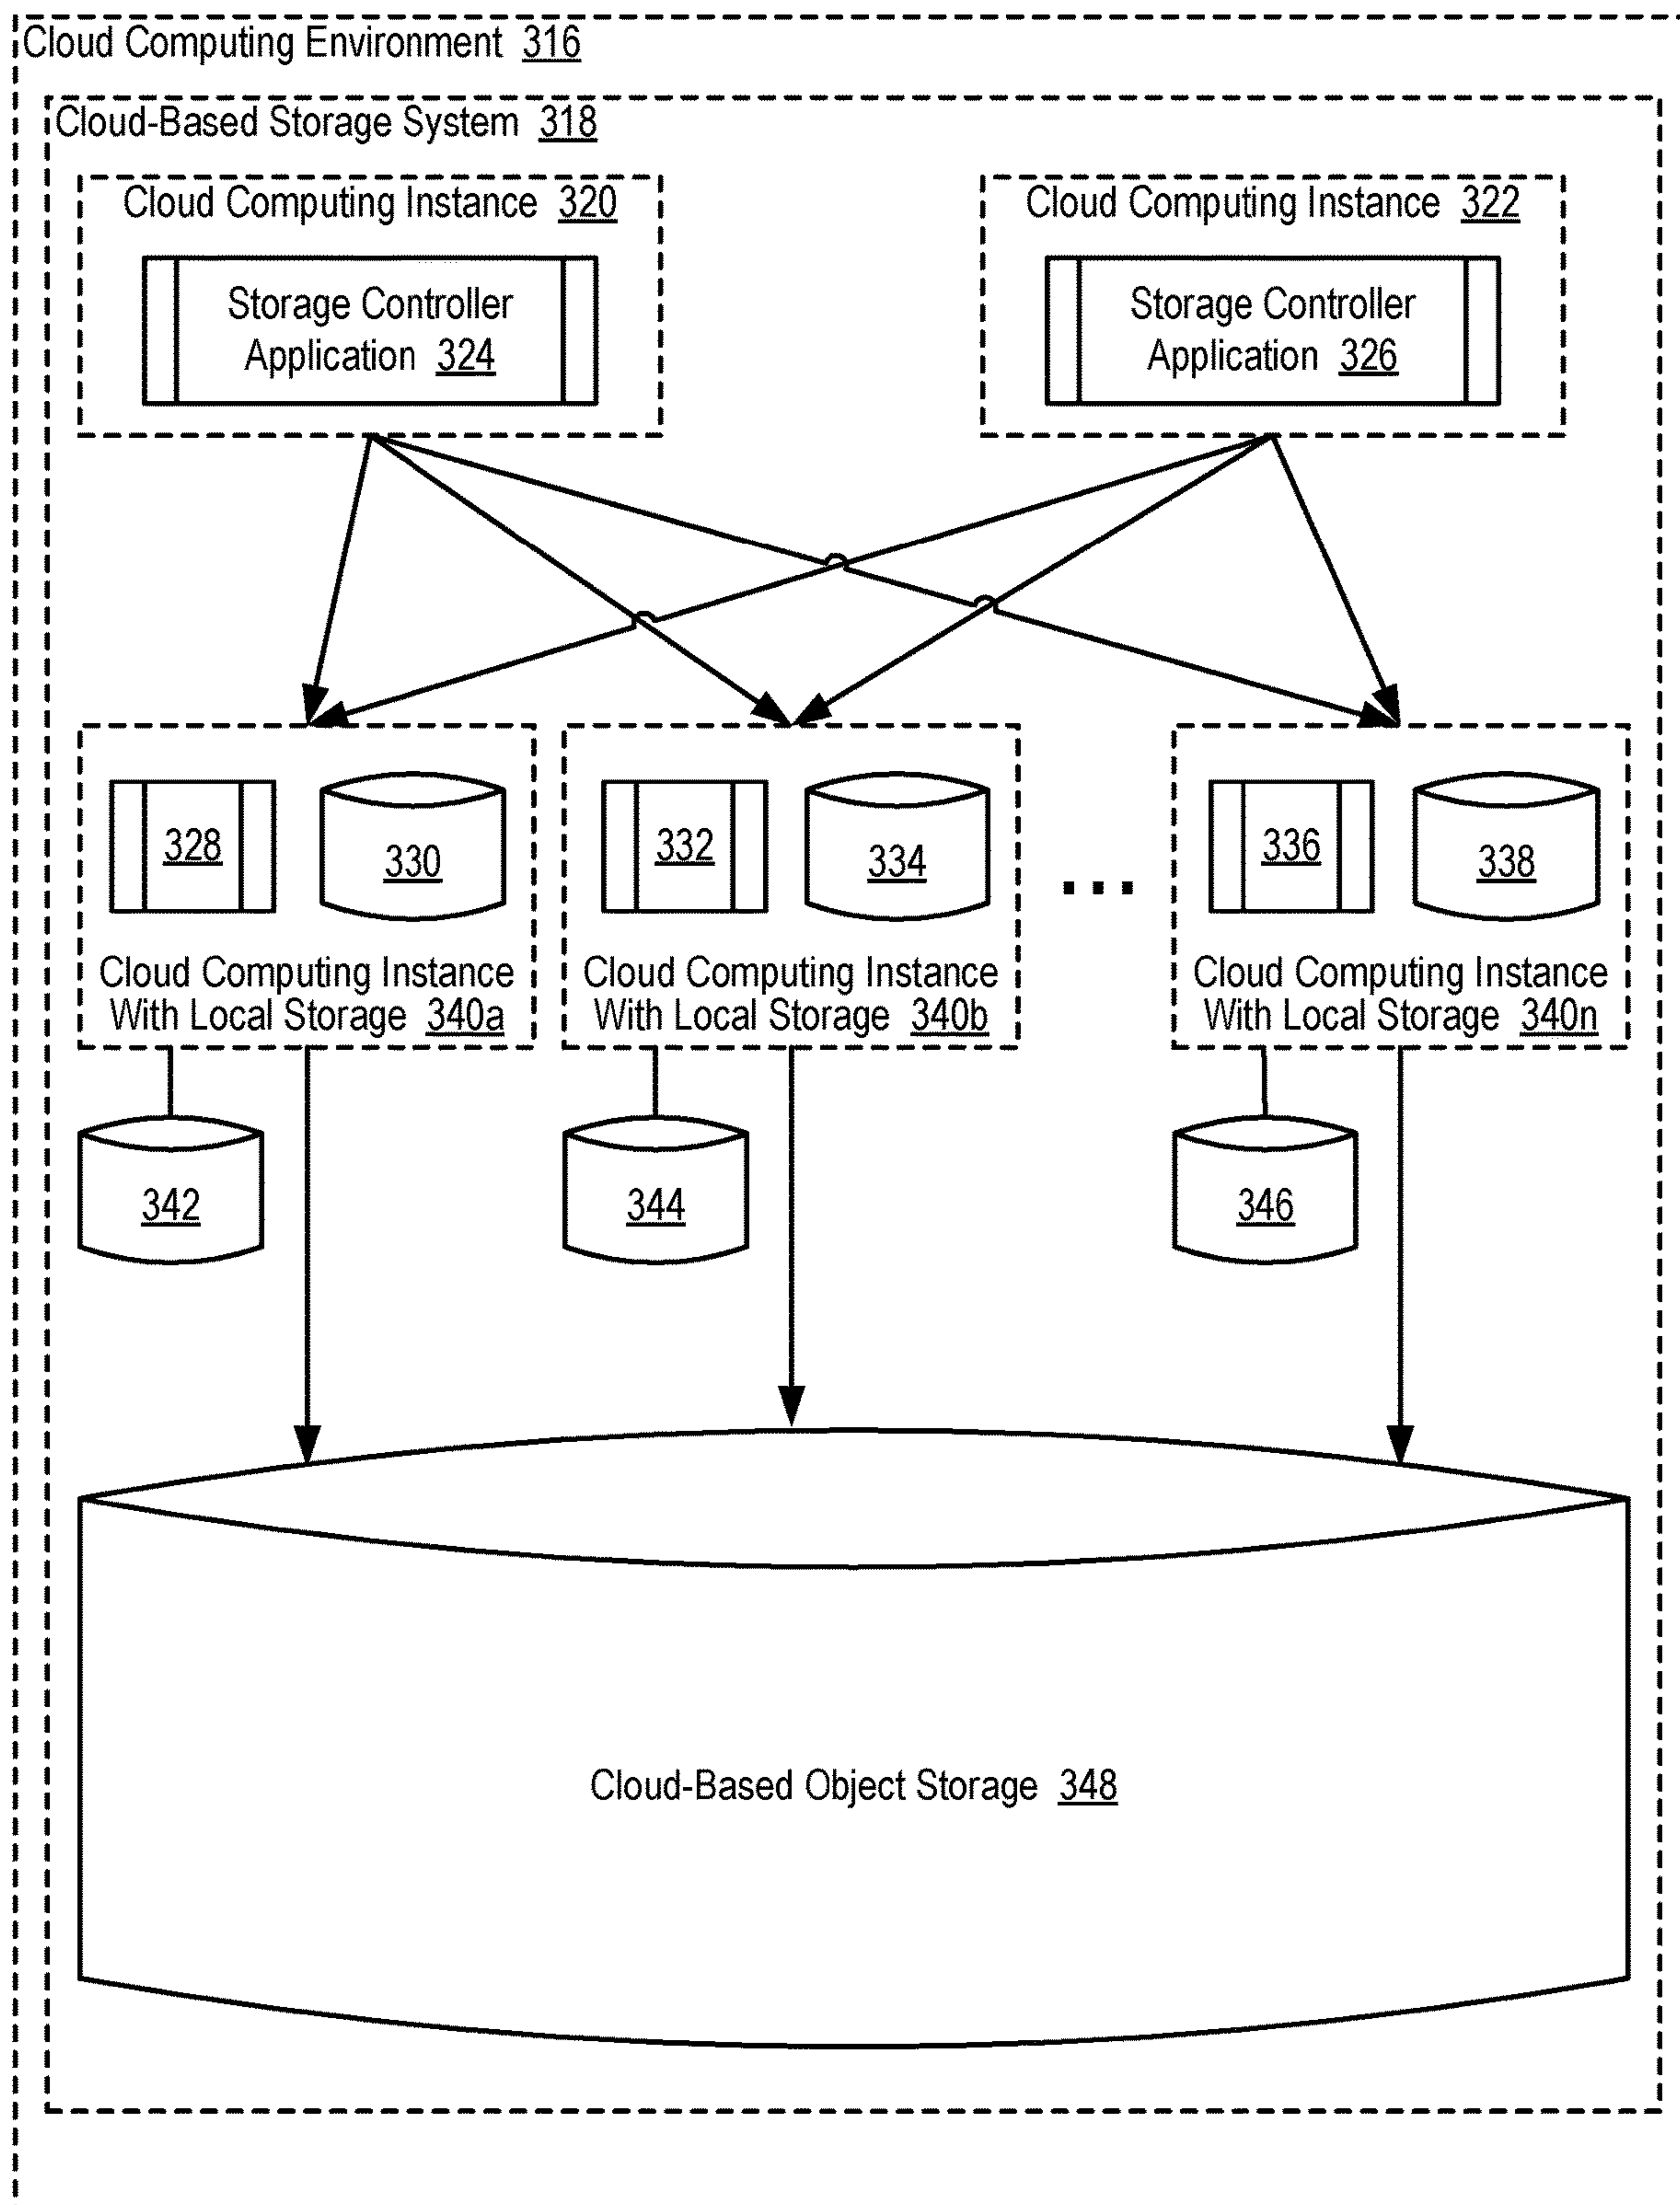 Cloud Computing Environment 316
Cloud-Based Storage System 318
Cloud Computing Instance 320
Storage Controller
Application 324
Cloud Computing Instance 322
Storage Controller
Application 326
328
330
Cloud Computing Instance
With Local Storage 340a
332
334
Cloud Computing Instance
With Local Storage 340b
...
336
338
Cloud Computing Instance
With Local Storage 340n
342
344
346
Cloud-Based Object Storage 348